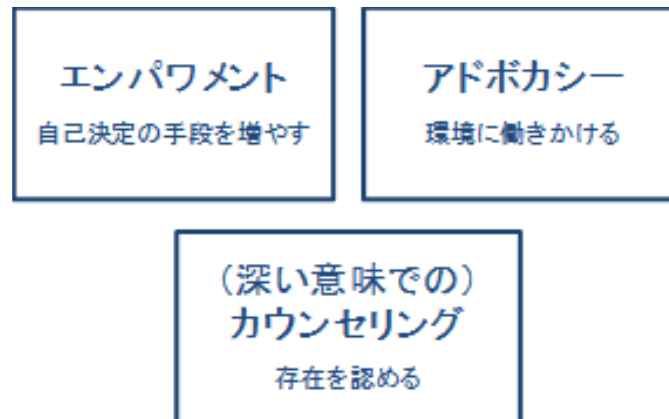 エンパワメント
自己決定の手段を増やす
アドボカシー
環境に働きかける
（深い意味での）
カウンセリング
存在を認める